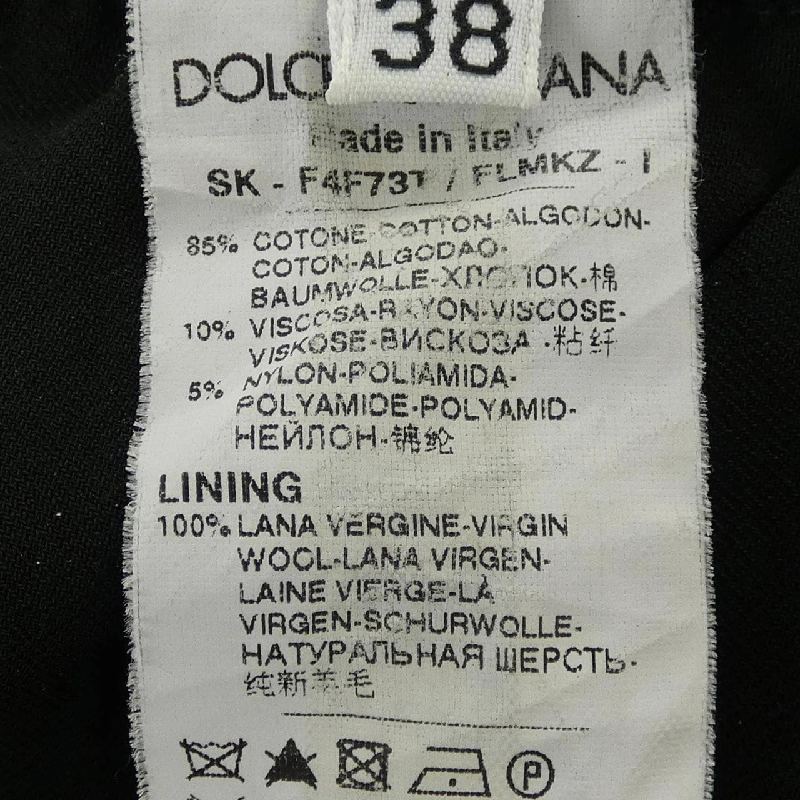 38
DOLC ANA
Made in Italy
SK - F4F73T / FLMKZ - I
85% COTONE-COTTON-ALGODON-
COTON-ALGODAO-
BAUMWOLLE-ХЛОПОК-棉
10% VISCOSA-RAYON-VISCOSE-
VISKOSE-ВИСКОЗА -粘纤
5% NYLON-POLIAMIDA-
POLYAMIDE-POLYAMID-
НЕЙЛОН-锦纶
LINING
100% LANA VERGINE-VIRGIN
WOOL-LANA VIRGEN-
LAINE VIERGE-LÀ
VIRGEN-SCHURWOLLE-
НАТУРАЛЬНАЯ ШЕРСТЬ-
纯新羊毛
P